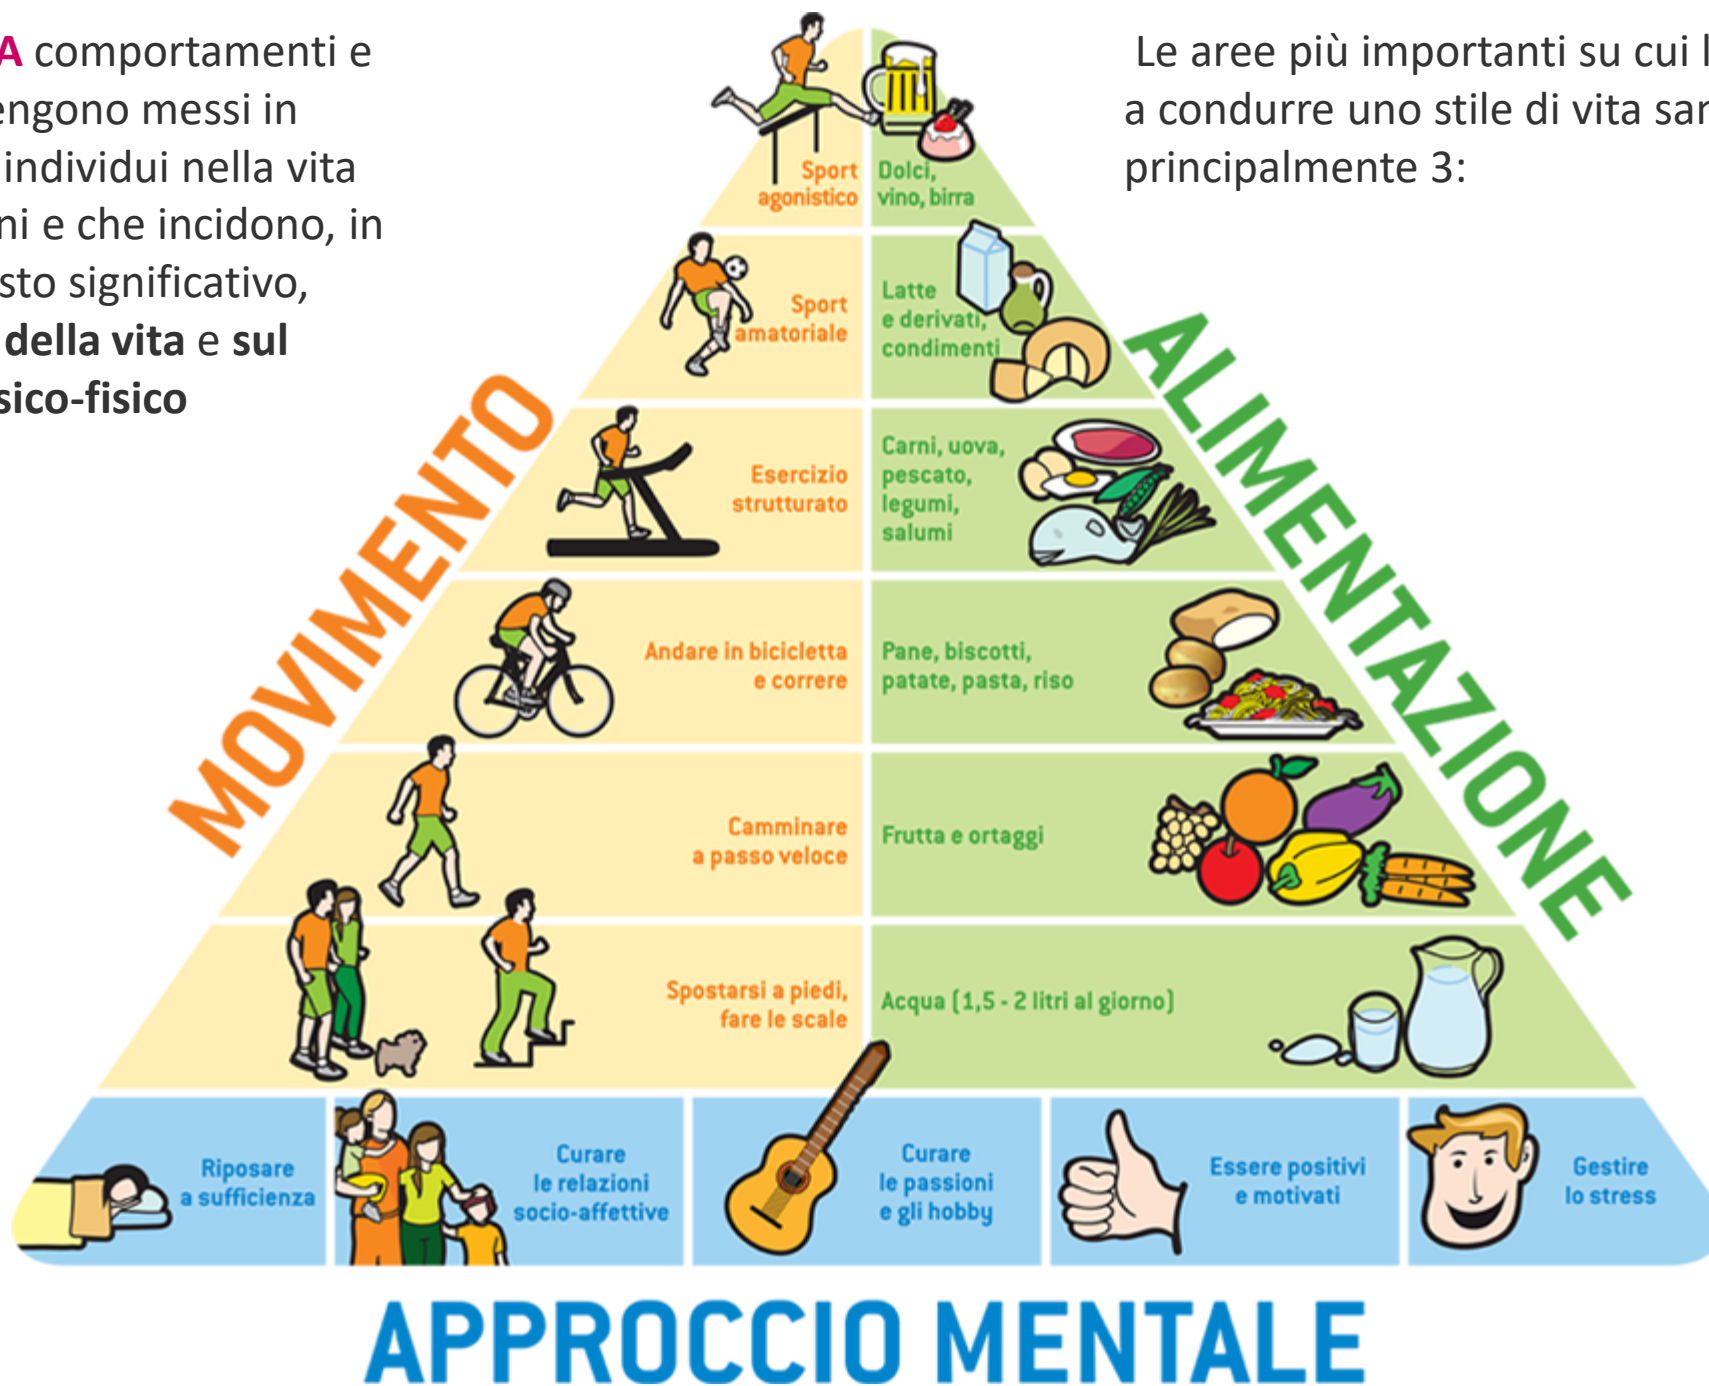 A comportamenti e
engono messi in
individui nella vita
ni e che incidono, in
sto significativo,
della vita e sul
sico-fisico
Le aree più importanti su cui l
a condurre uno stile di vita sar
principalmente 3:
MOVIMENTO
ALIMENTAZIONE
Sport
agonistico
Dolci,
vino, birra
Sport
amatoriale
Latte
e derivati,
condimenti
Esercizio
strutturato
Carni, uova,
pescato,
legumi,
salumi
Andare in bicicletta
e correre
Pane, biscotti,
patate, pasta, riso
Camminare
a passo veloce
Frutta e ortaggi
Spostarsi a piedi,
fare le scale
Acqua (1,5 - 2 litri al giorno)
Riposare
a sufficienza
Curare
le relazioni
socio-affettive
Curare
le passioni
e gli hobby
Essere positivi
e motivati
Gestire
lo stress
APPROCCIO MENTALE